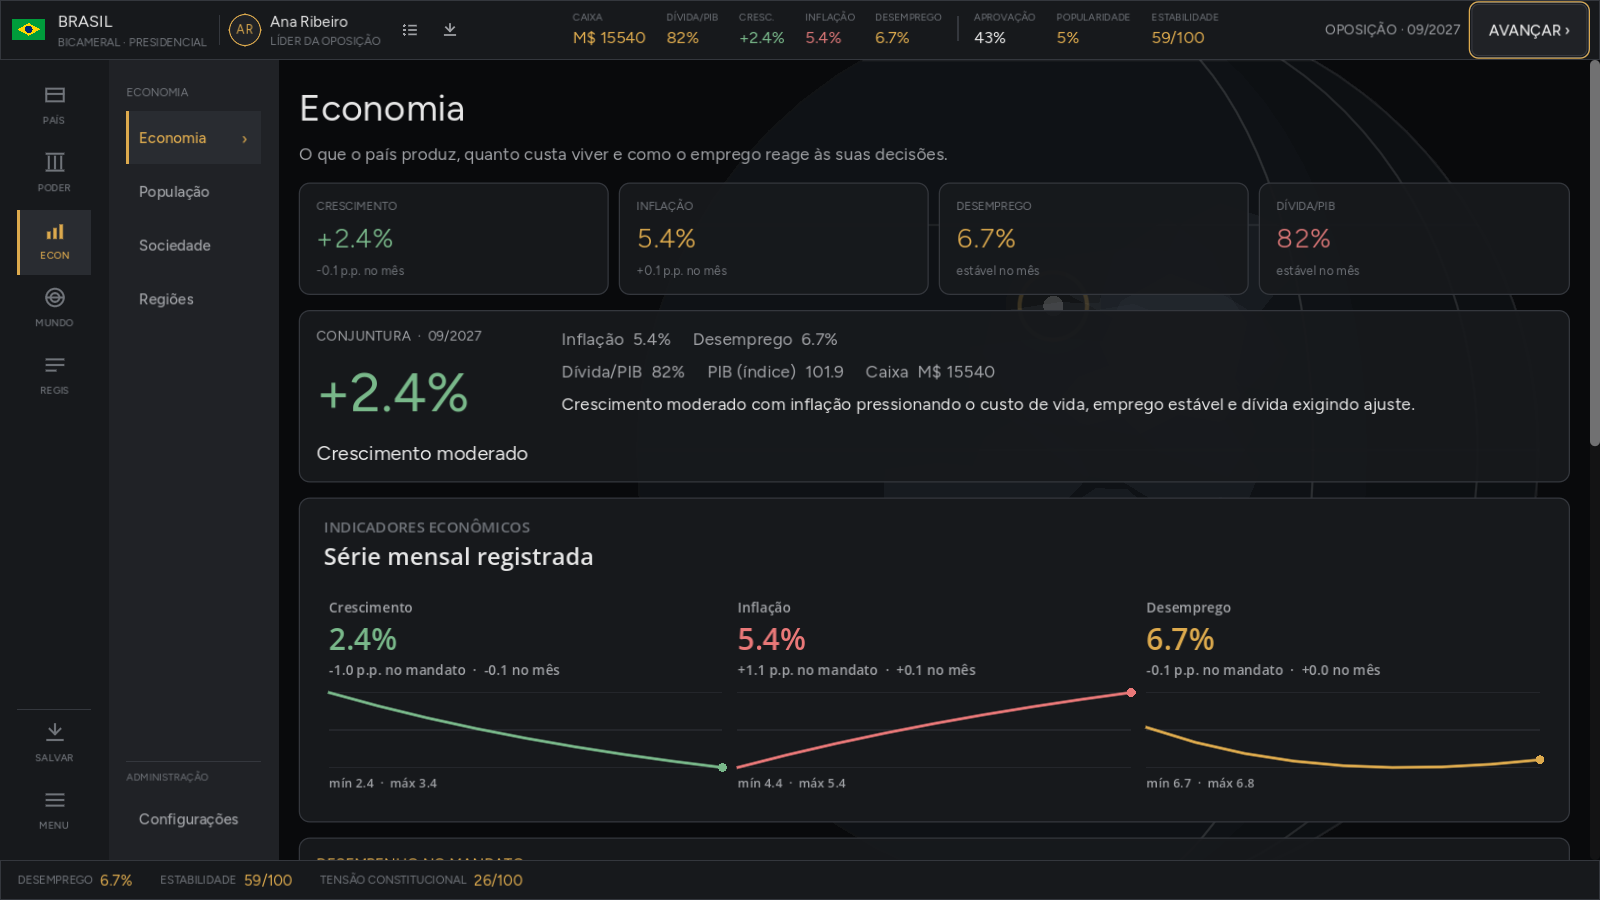 BRASIL
BICAMERAL · PRESIDENCIAL
AR
Ana Ribeiro
LÍDER DA OPOSIÇÃO
CAIXA
M$ 15540
DÍVIDA/PIB
82%
CRESC.
+2.4%
INFLAÇÃO
5.4%
DESEMPREGO
6.7%
APROVAÇÃO
43%
POPULARIDADE
5%
ESTABILIDADE
59/100
OPOSIÇÃO · 09/2027
AVANÇAR ›
PAÍS
PODER
ECON
MUNDO
REGIS
SALVAR
MENU
ECONOMIA
Economia ›
População
Sociedade
Regiões
ADMINISTRAÇÃO
Configurações
Economia
O que o país produz, quanto custa viver e como o emprego reage às suas decisões.
CRESCIMENTO
+2.4%
-0.1 p.p. no mês
INFLAÇÃO
5.4%
+0.1 p.p. no mês
DESEMPREGO
6.7%
estável no mês
DÍVIDA/PIB
82%
estável no mês
CONJUNTURA · 09/2027
+2.4%
Crescimento moderado
Inflação 5.4% Desemprego 6.7%
Dívida/PIB 82% PIB (índice) 101.9 Caixa M$ 15540
Crescimento moderado com inflação pressionando o custo de vida, emprego estável e dívida exigindo ajuste.
INDICADORES ECONÔMICOS
Série mensal registrada
Crescimento
2.4%
-1.0 p.p. no mandato · -0.1 no mês
mín 2.4 · máx 3.4
Inflação
5.4%
+1.1 p.p. no mandato · +0.1 no mês
mín 4.4 · máx 5.4
Desemprego
6.7%
-0.1 p.p. no mandato · +0.0 no mês
mín 6.7 · máx 6.8
DESEMPENHO NO MANDATO
DESEMPREGO 6.7% ESTABILIDADE 59/100 TENSÃO CONSTITUCIONAL 26/100